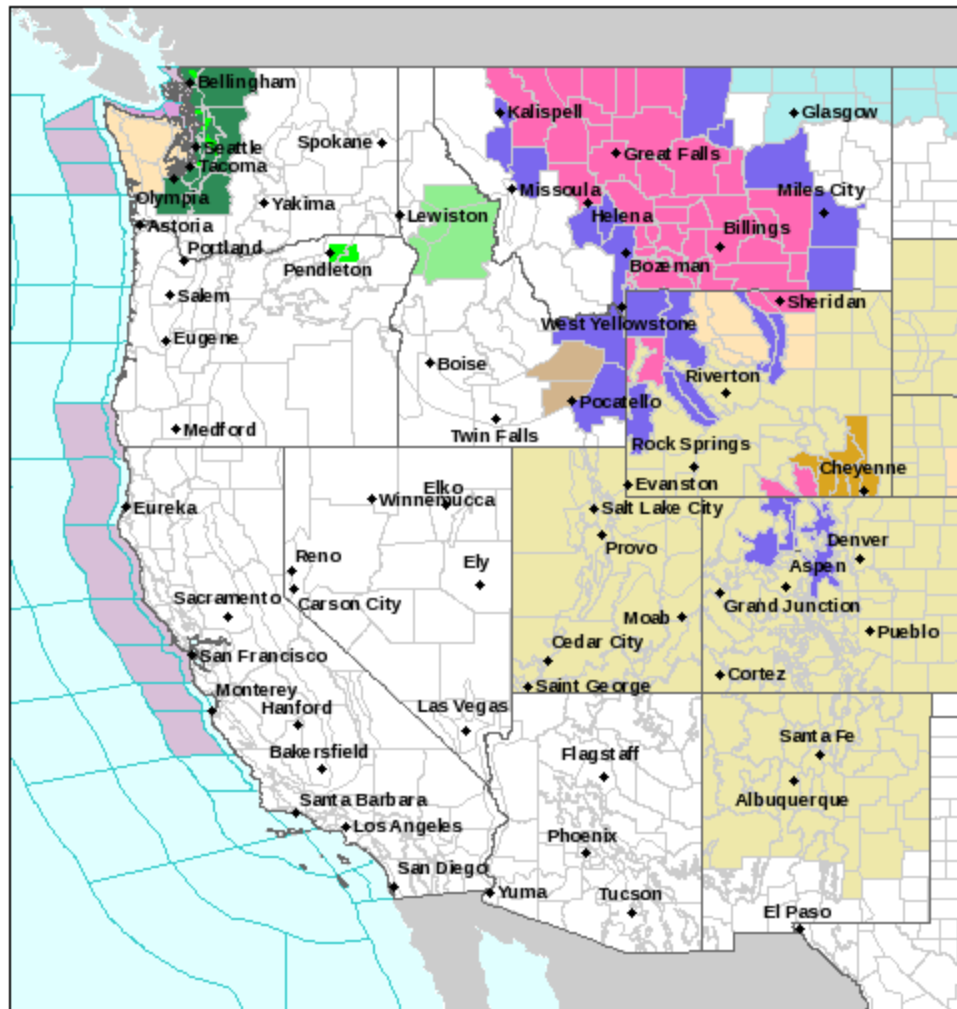 Bellingham
Kalispell
Glasgow
Spokane
Seattle
Great Falls
Tacoma
Missoula
Miles City
Olympia
Yakima
Lewiston
Helena
Astoria
Billings
Portland
Pendleton
Bozeman
Salem
Sheridan
West Yellowstone
Eugene
Boise
Riverton
Pocatello
Medford
Twin Falls
Rock Springs
Cheyenne
Evanston
Elko
Winnemucca
Eureka
Salt Lake City
Provo
Denver
Reno
Ely
Aspen
Sacramento
Carson City
Grand Junction
Moab
Pueblo
San Francisco
Cedar City
Cortez
Monterey
Saint George
Hanford
Las Vegas
Bakersfield
Flagstaff
Santa Fe
Santa Barbara
Albuquerque
Los Angeles
Phoenix
San Diego
Yuma
Tucson
El Paso